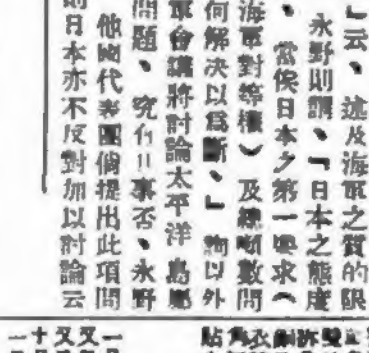 」云、述及海軍之質的限
永野則謂、「日本之態度
、當俟日本之第一要求(
海軍對等權)及總噸數問
何解決以爲斷、」詢以外
軍會議將討論太平洋島嶼
問題、究有此事否、永野
他國代表團倘提出此項問
日本亦不反對加以討論云